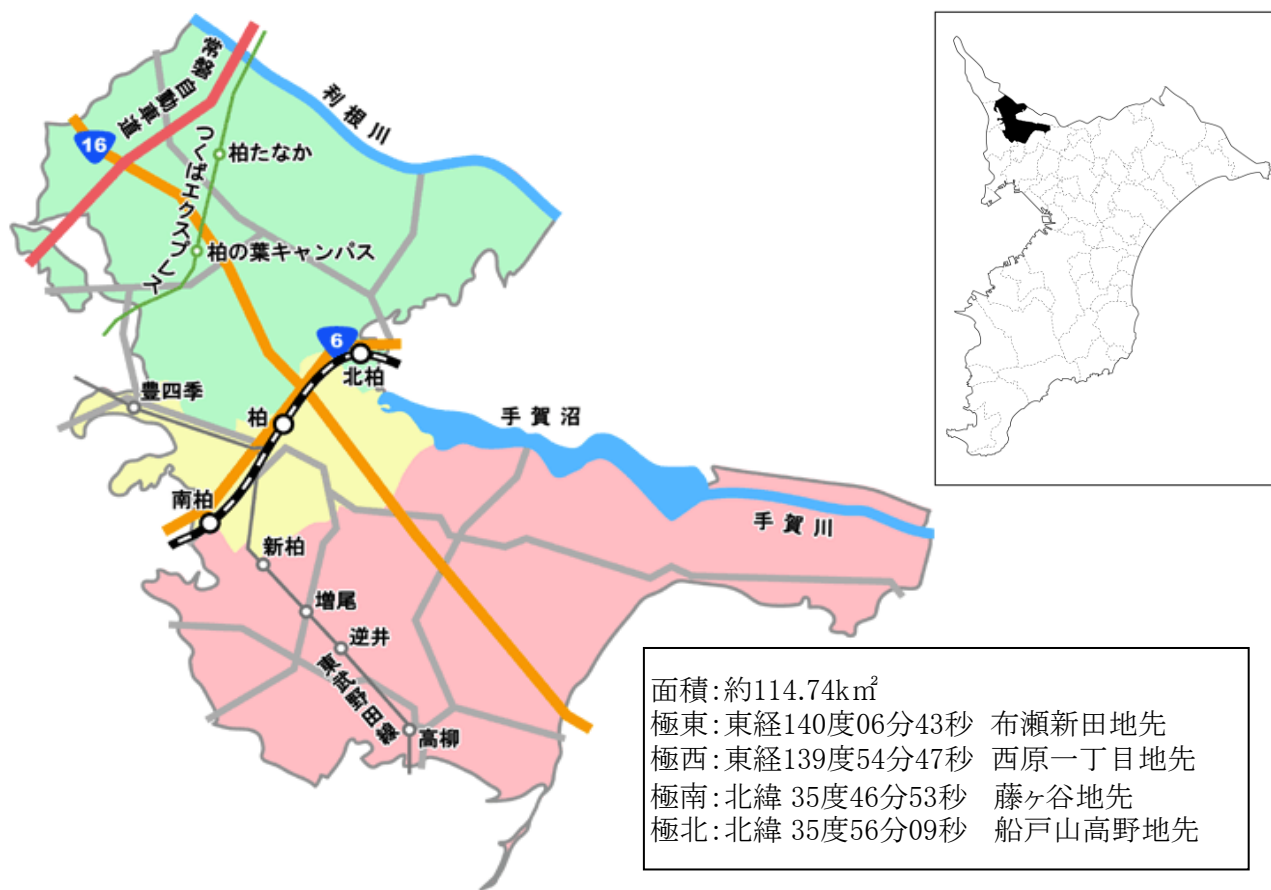 常磐自動車道
利根川
16
つくばエクスプレス
柏たなか
柏の葉キャンパス
6
北柏
豊四季
柏
手賀沼
南柏
手賀川
新柏
増尾
逆井
東武野田線
高柳
面積:約114.74k㎡
極東:東経140度06分43秒 布瀬新田地先
極西:東経139度54分47秒 西原一丁目地先
極南:北緯 35度46分53秒 藤ヶ谷地先
極北:北緯 35度56分09秒 船戸山高野地先